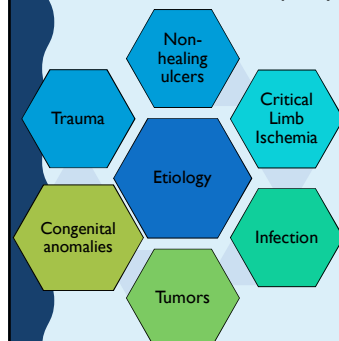 Non-
healing
ulcers
Trauma
Critical
Limb
Ischemia
Etiology
Congenital
anomalies
Infection
Tumors